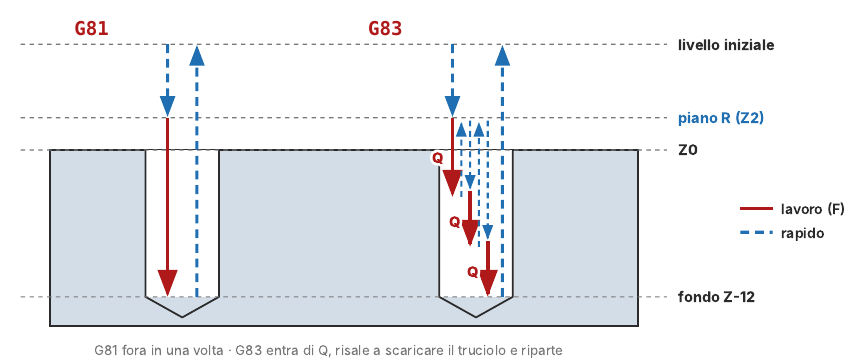 G81
G83
livello iniziale
piano R (Z2)
Z0
Q
Q
Q
lavoro (F)
rapido
fondo Z-12
G81 fora in una volta · G83 entra di Q, risale a scaricare il truciolo e riparte